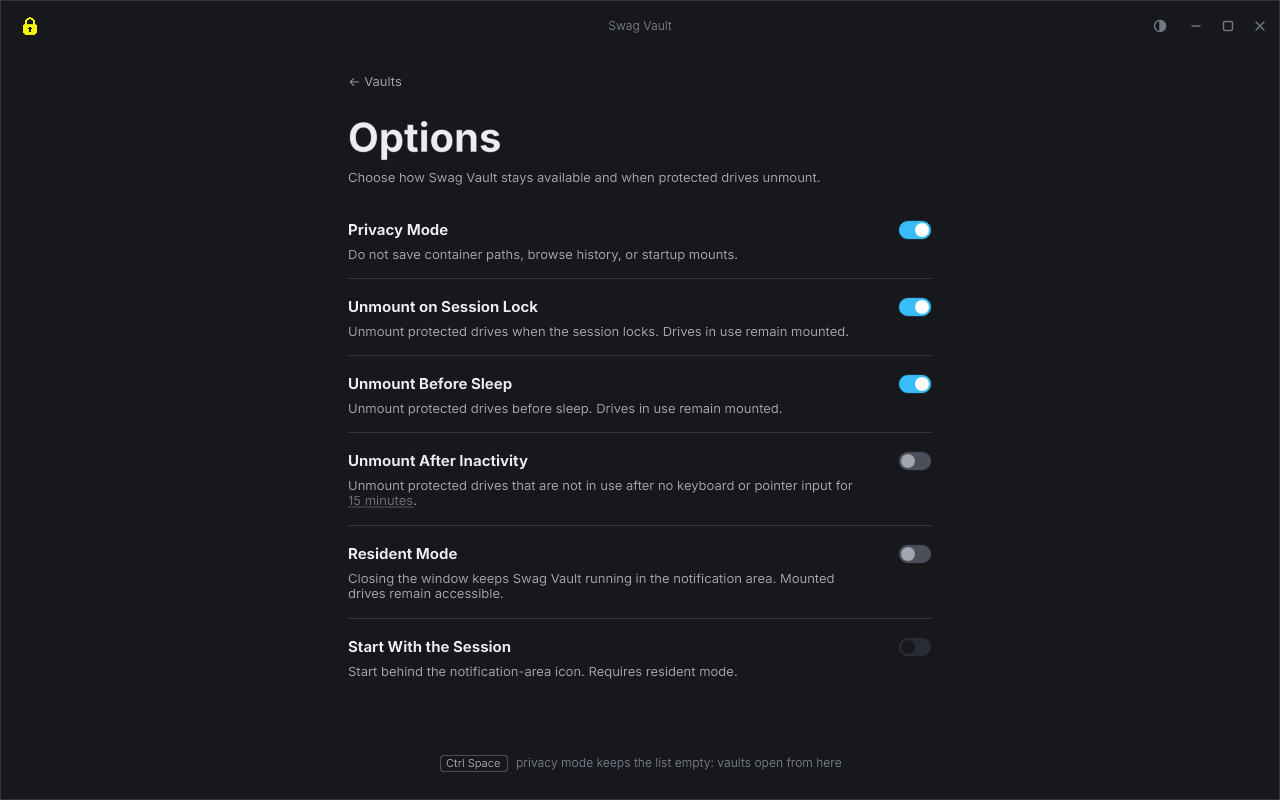 Swag Vault
← Vaults
Options
Choose how Swag Vault stays available and when protected drives unmount.
Privacy Mode
Do not save container paths, browse history, or startup mounts.
Unmount on Session Lock
Unmount protected drives when the session locks. Drives in use remain mounted.
Unmount Before Sleep
Unmount protected drives before sleep. Drives in use remain mounted.
Unmount After Inactivity
Unmount protected drives that are not in use after no keyboard or pointer input for
15 minutes.
Resident Mode
Closing the window keeps Swag Vault running in the notification area. Mounted
drives remain accessible.
Start With the Session
Start behind the notification-area icon. Requires resident mode.
Ctrl Space privacy mode keeps the list empty: vaults open from here